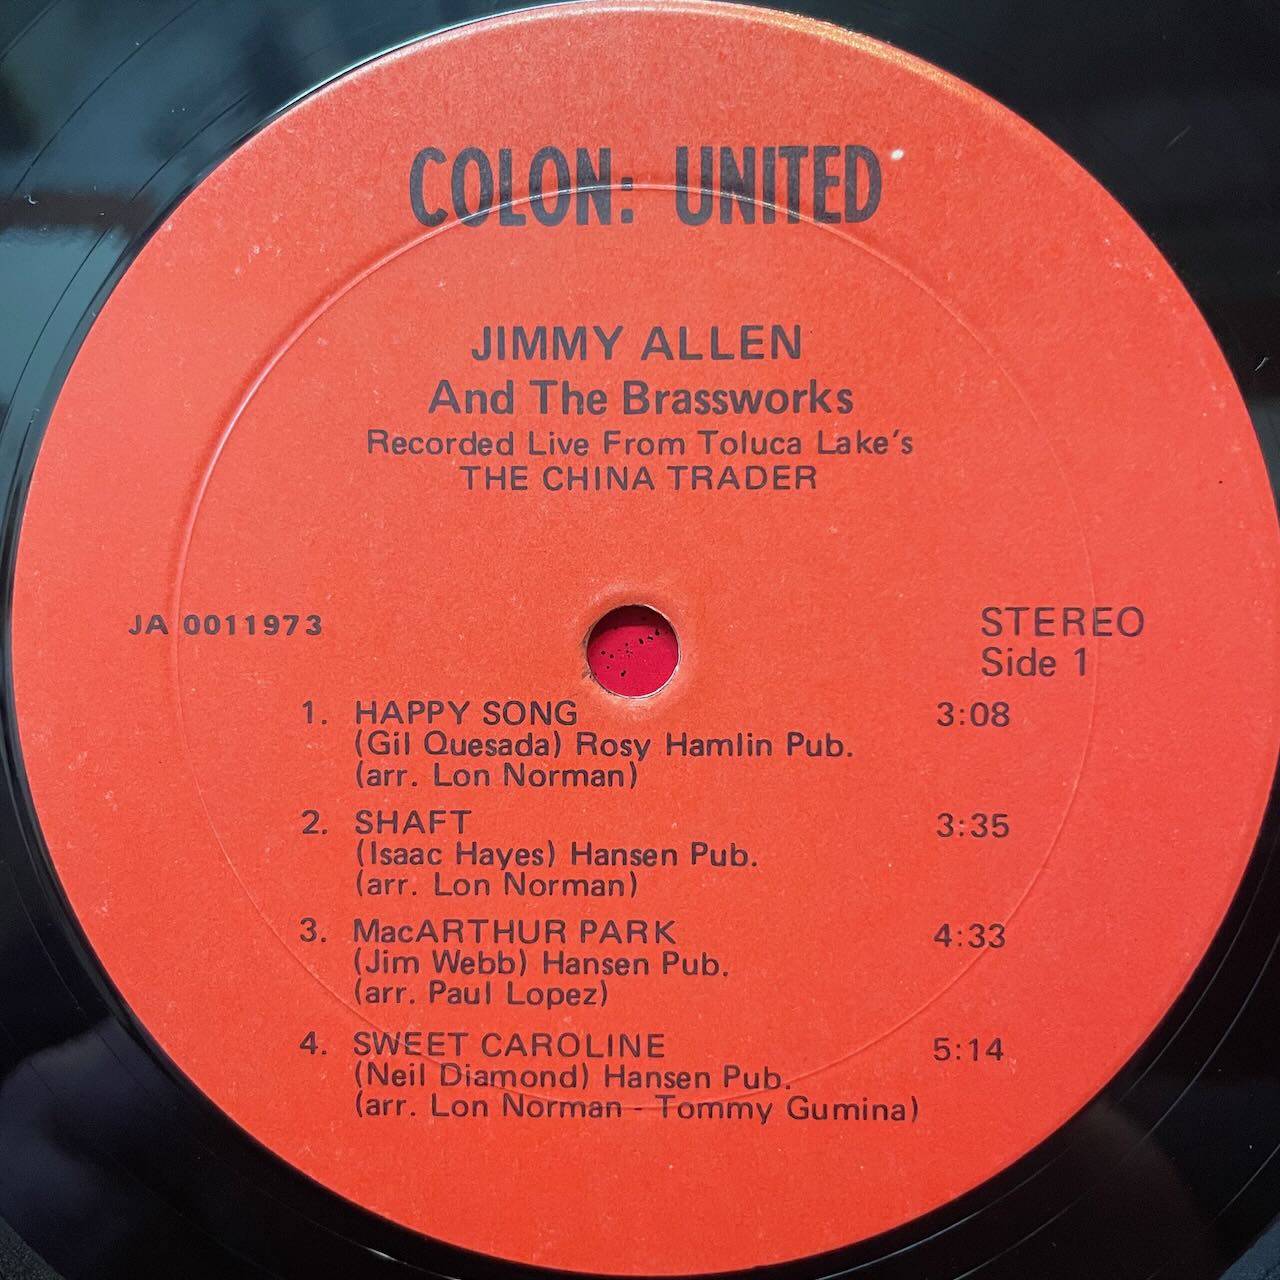 COLON: UNITED
JIMMY ALLEN
And The Brassworks
Recorded Live From Toluca Lake's
THE CHINA TRADER
JA 0011973
STEREO
Side 1
1. HAPPY SONG 3:08
(Gil Quesada) Rosy Hamlin Pub.
(arr. Lon Norman)
2. SHAFT 3:35
(Isaac Hayes) Hansen Pub.
(arr. Lon Norman)
3. MacARTHUR PARK 4:33
(Jim Webb) Hansen Pub.
(arr. Paul Lopez)
4. SWEET CAROLINE 5:14
(Neil Diamond) Hansen Pub.
(arr. Lon Norman - Tommy Gumina)